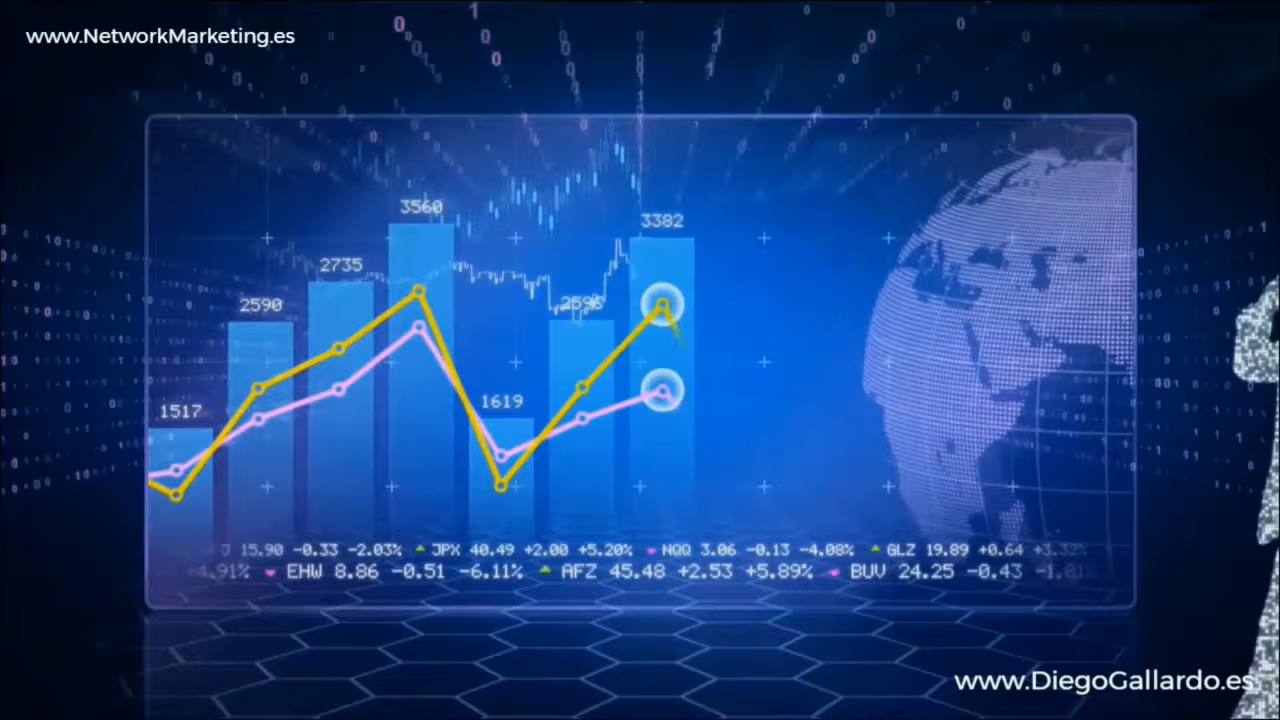 www.NetworkMarketing.es
3560
3382
2735
2590
1517
1619
15.90 -0.33 -2.03% JPX 40.49 +2.00 +5.20% NQQ 3.06 -0.13 -4.08% GLZ 19.89 +0.64 +3.32%
EHW 8.86 -0.51 -6.11% AFZ 45.48 +2.53 +5.89% BUV 24.25 -0.43
www.DiegoGallardo.es